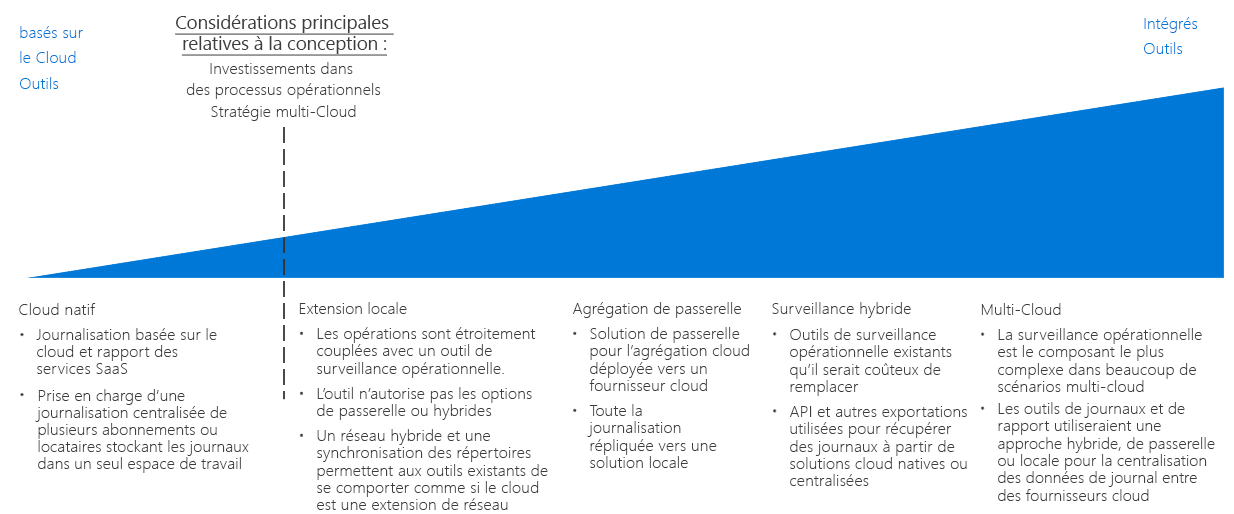 basés sur
le Cloud
Outils
Considérations principales
relatives à la conception :
Investissements dans
des processus opérationnels
Stratégie multi-Cloud
Intégrés
Outils
Cloud natif
• Journalisation basée sur le
cloud et rapport des
services SaaS
• Prise en charge d’une
journalisation centralisée de
plusieurs abonnements ou
locataires stockant les journaux
dans un seul espace de travail
Extension locale
• Les opérations sont étroitement
couplées avec un outil de
surveillance opérationnelle.
• L’outil n’autorise pas les options
de passerelle ou hybrides
• Un réseau hybride et une
synchronisation des répertoires
permettent aux outils existants de
se comporter comme si le cloud
est une extension de réseau
Agrégation de passerelle
• Solution de passerelle
pour l’agrégation cloud
déployée vers un
fournisseur cloud
• Toute la
journalisation
répliquée vers une
solution locale
Surveillance hybride
• Outils de surveillance
opérationnelle existants
qu’il serait coûteux de
remplacer
• API et autres exportations
utilisées pour récupérer
des journaux à partir de
solutions cloud natives ou
centralisées
Multi-Cloud
• La surveillance opérationnelle
est le composant le plus
complexe dans beaucoup de
scénarios multi-cloud
• Les outils de journaux et de
rapport utiliseraient une
approche hybride, de passerelle
ou locale pour la centralisation
des données de journal entre
des fournisseurs cloud